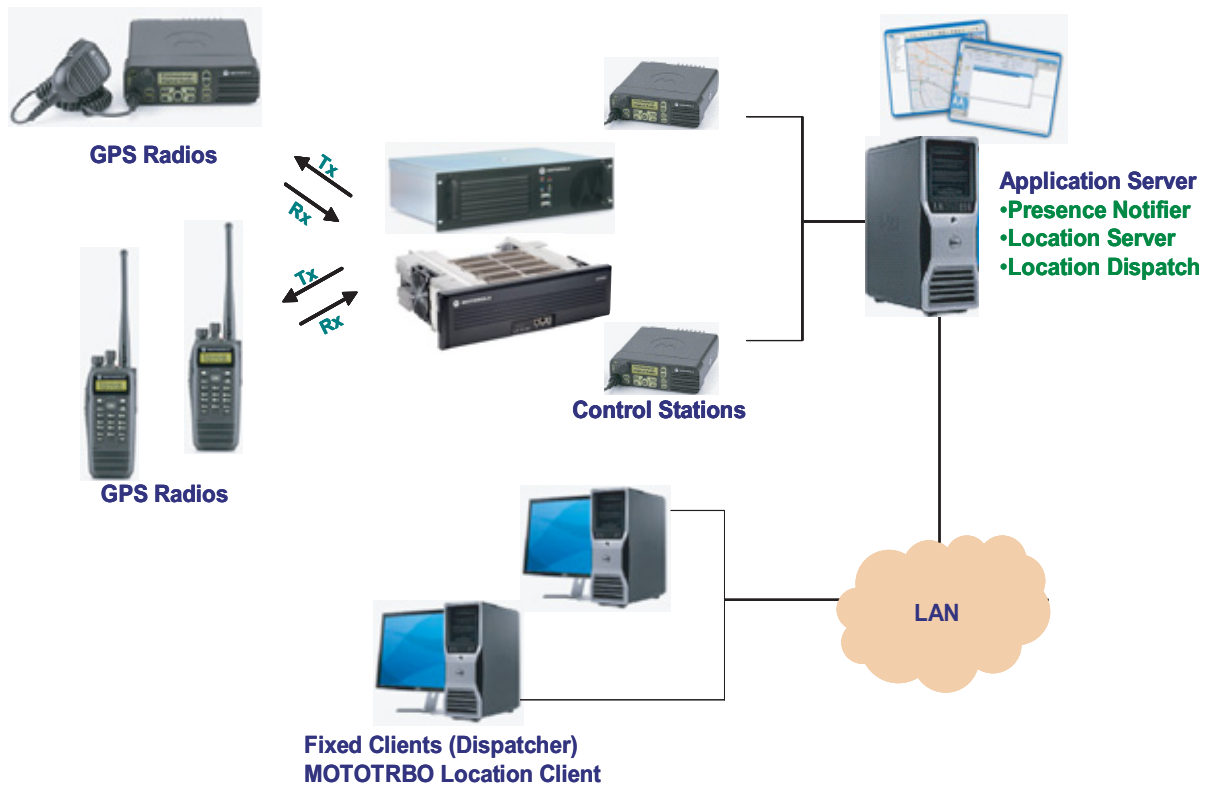 GPS Radios
Tx
Rx
Tx
Rx
GPS Radios
Control Stations
Application Server
•Presence Notifier
•Location Server
•Location Dispatch
LAN
Fixed Clients (Dispatcher)
MOTOTRBO Location Client